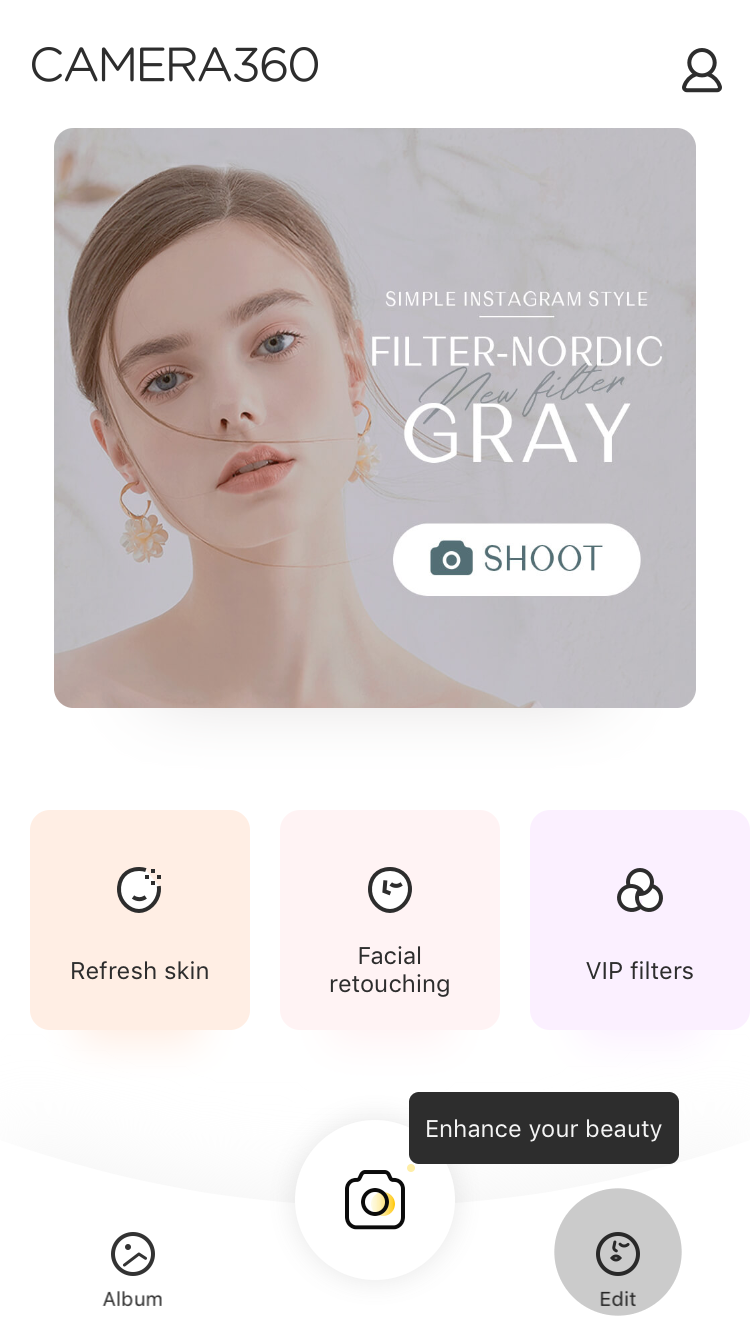 CAMERA360
SIMPLE INSTAGRAM STYLE
FILTER-NORDIC
New filter
GRAY
SHOOT
Refresh skin
Facial
retouching
VIP filters
Enhance your beauty
Album
Edit